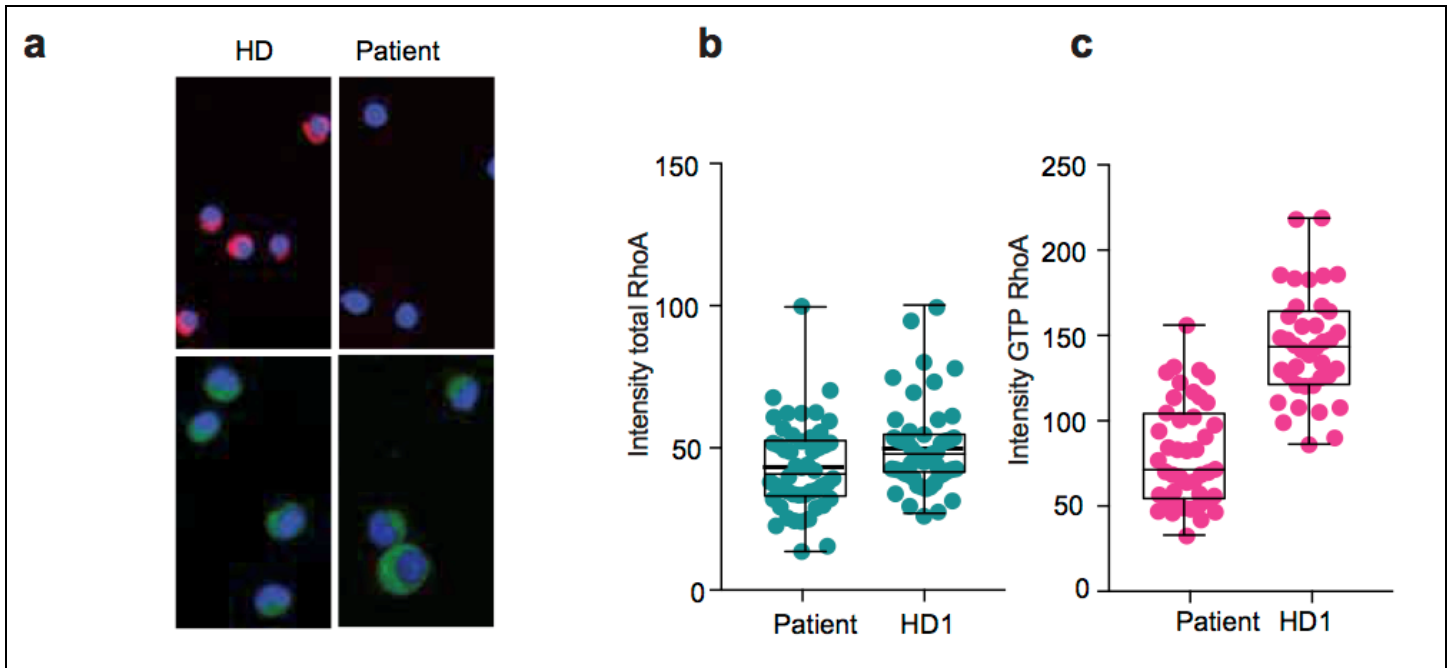 a
HD Patient
b
Intensity total RhoA
150
100
50
0
Patient HD1
c
Intensity GTP RhoA
250
200
150
100
50
0
Patient HD1